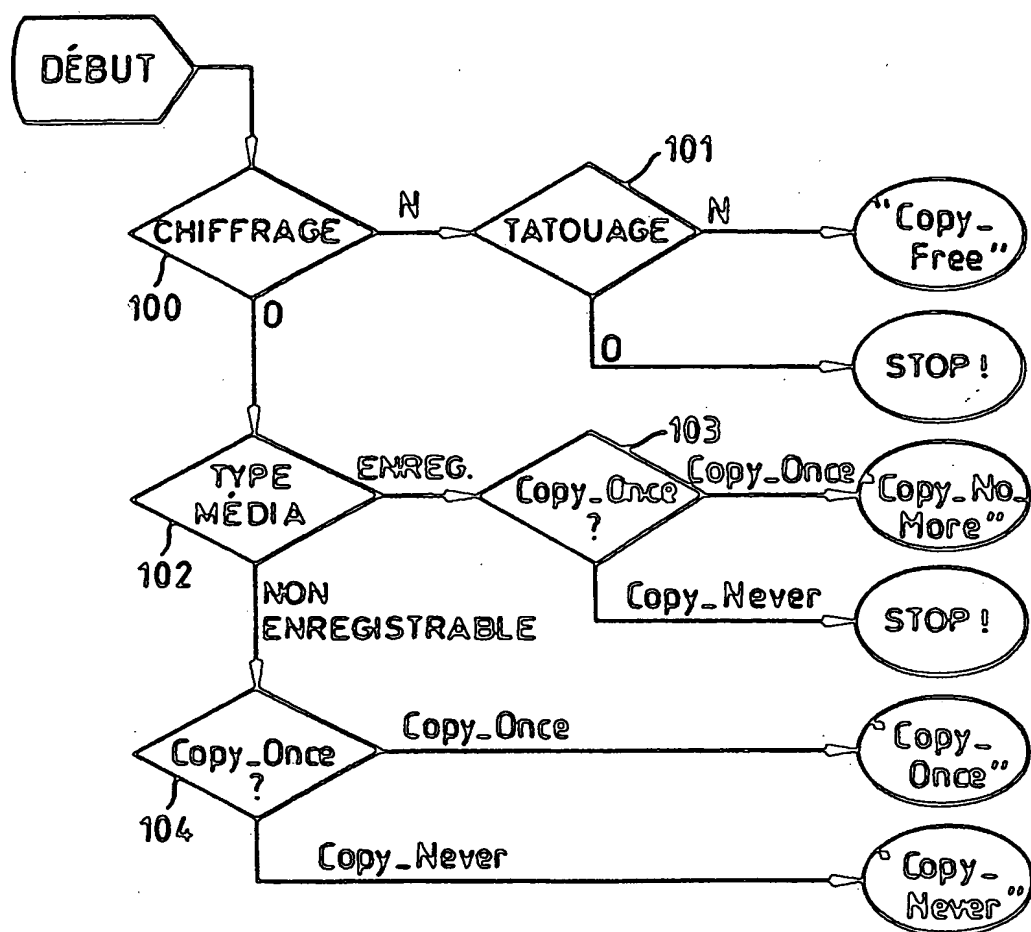 DÉBUT
101
CHIFFRAGE
N
TATOUAGE
N
"Copy_
Free"
100
O
O
STOP !
103
TYPE
MÉDIA
ENREG.
Copy_Once
?
Copy_Once
"Copy_No_
More"
102
NON
ENREGISTRABLE
Copy_Never
STOP !
Copy_Once
?
Copy_Once
"Copy_
Once"
104
Copy_Never
"Copy_
Never"